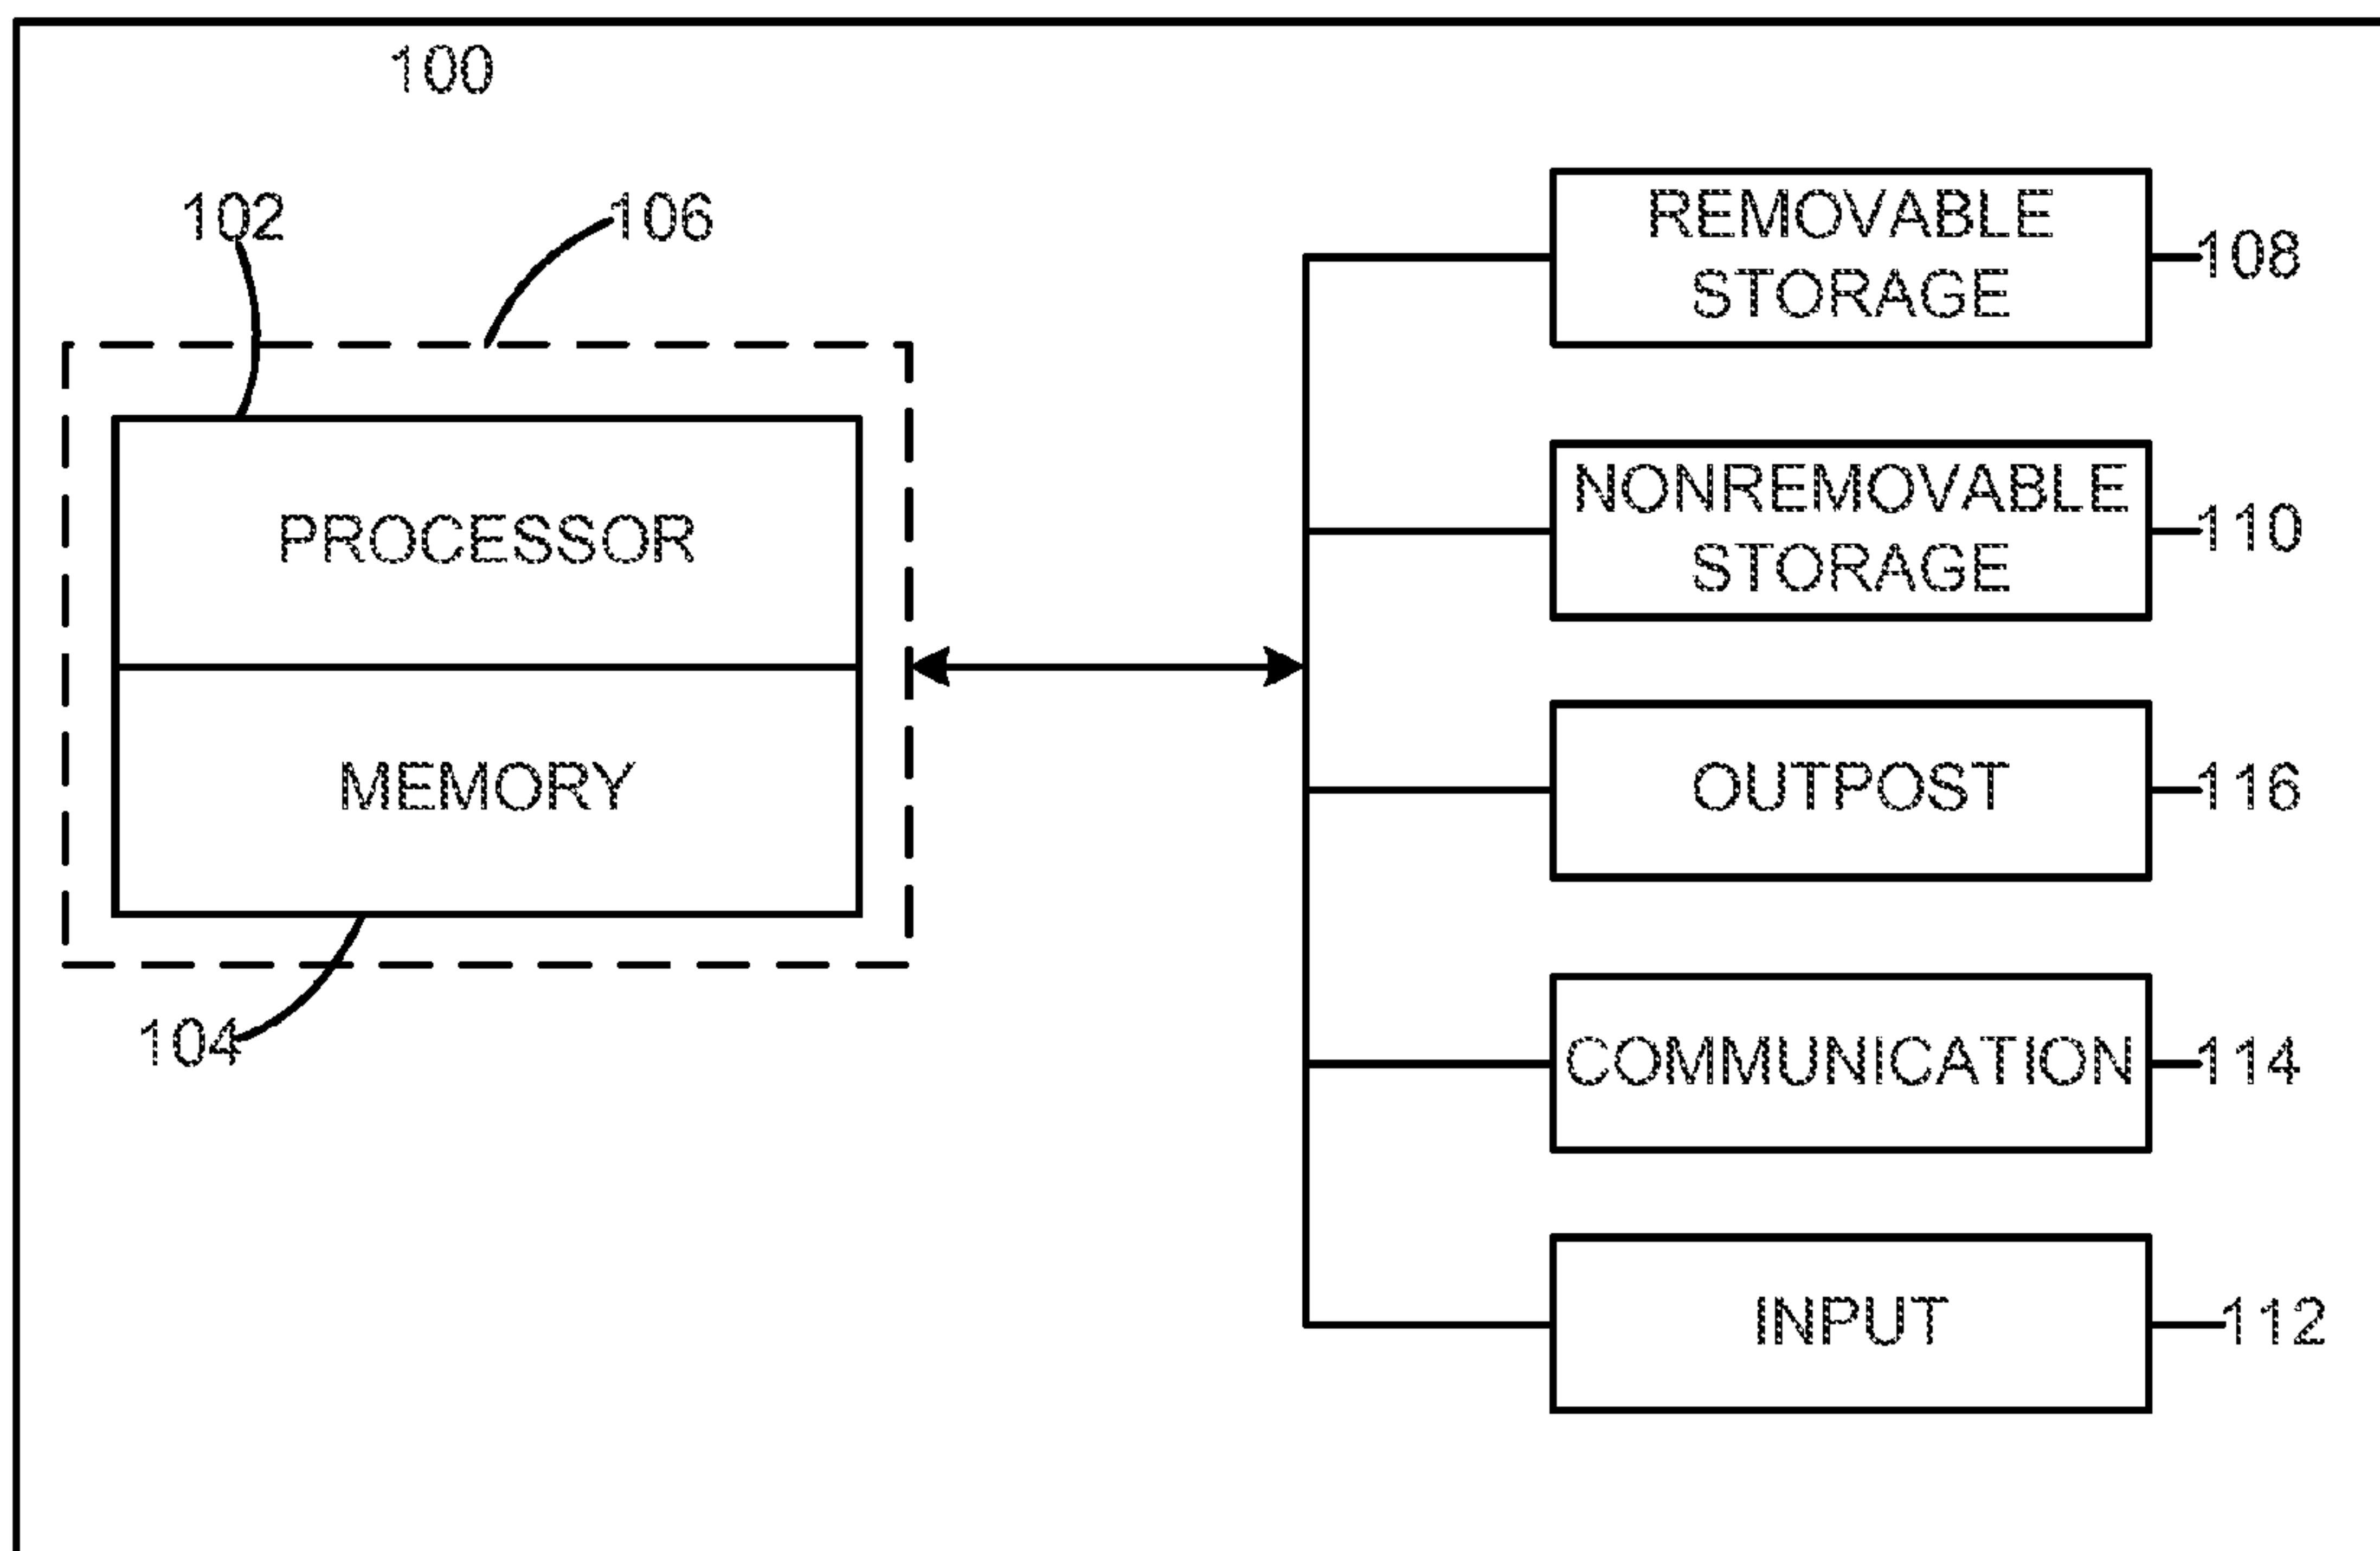 100
102
106
PROCESSOR
MEMORY
104
REMOVABLE
STORAGE
108
NONREMOVABLE
STORAGE
110
OUTPOST
116
COMMUNICATION
114
INPUT
112